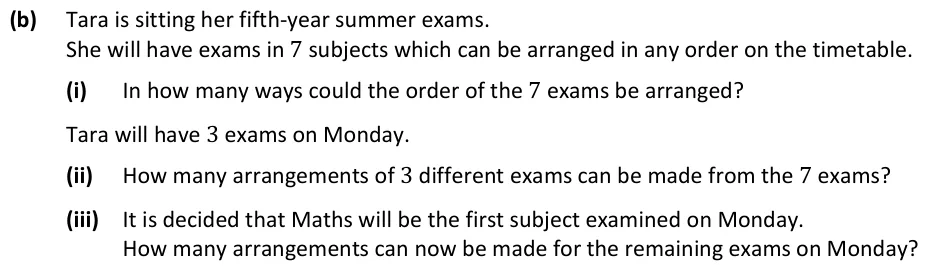 (b) Tara is sitting her fifth-year summer exams.
She will have exams in 7 subjects which can be arranged in any order on the timetable.
(i) In how many ways could the order of the 7 exams be arranged?
Tara will have 3 exams on Monday.
(ii) How many arrangements of 3 different exams can be made from the 7 exams?
(iii) It is decided that Maths will be the first subject examined on Monday.
How many arrangements can now be made for the remaining exams on Monday?